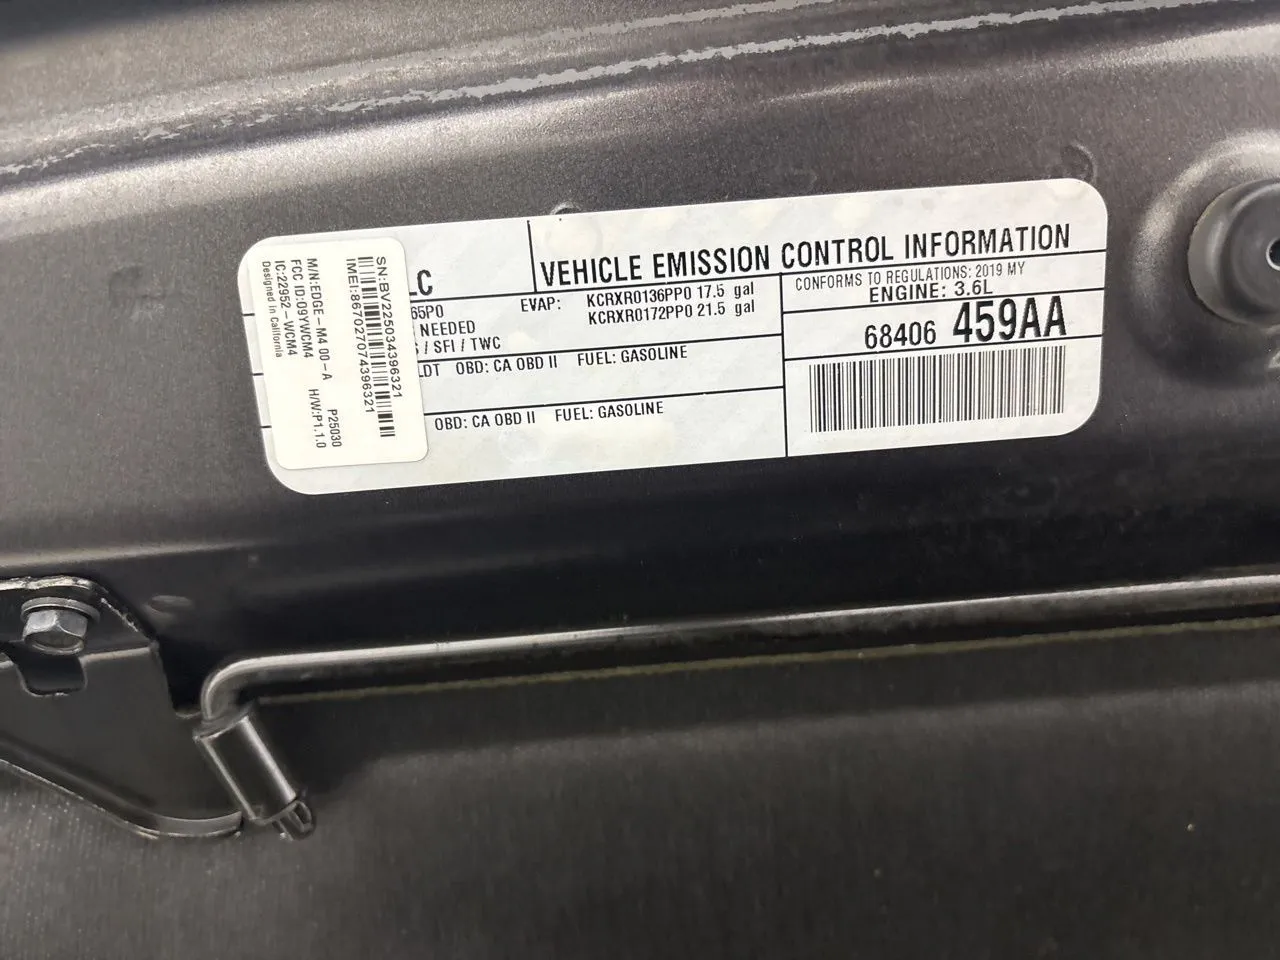 LC
VEHICLE EMISSION CONTROL INFORMATION
65P0
EVAP: KCRXR0136PP0 17.5 gal
KCRXR0172PP0 21.5 gal
NEEDED
/ SFI / TWC
LDT OBD: CA OBD II FUEL: GASOLINE
OBD: CA OBD II FUEL: GASOLINE
CONFORMS TO REGULATIONS: 2019 MY
ENGINE: 3.6L
68406 459AA
SN:BV225034396321
IMEI:867027074396321
P25030
M/N:EDGE-M4 00-A H/W:P1.1.0
FCC ID:O9YWCM4
IC:22952-WCM4
Designed in California